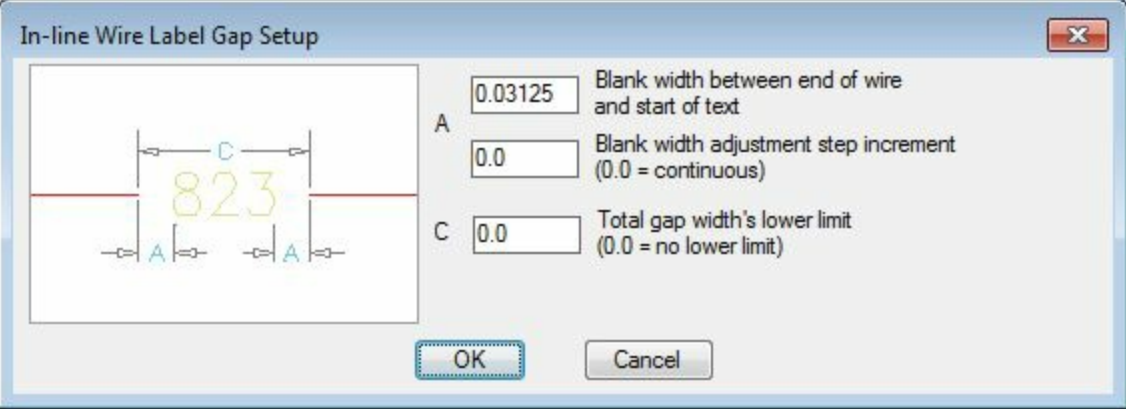 In-line Wire Label Gap Setup
C
823
A A
A
0.03125
Blank width between end of wire
and start of text
0.0
Blank width adjustment step increment
(0.0 = continuous)
C
0.0
Total gap width's lower limit
(0.0 = no lower limit)
OK
Cancel